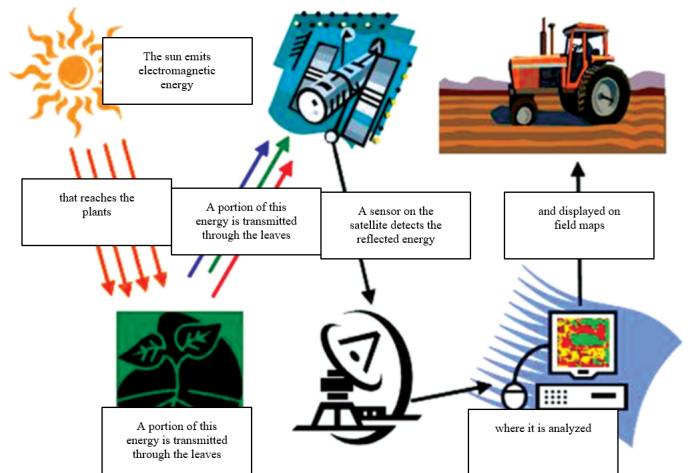 The sun emits
electromagnetic
energy
that reaches the
plants
A portion of this
energy is transmitted
through the leaves
A sensor on the
satellite detects the
reflected energy
and displayed on
field maps
A portion of this
energy is transmitted
through the leaves
where it is analyzed